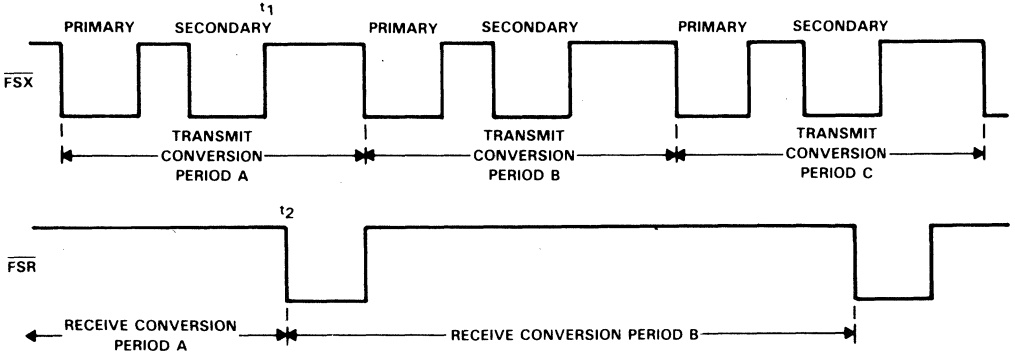 t1
PRIMARY SECONDARY PRIMARY SECONDARY PRIMARY SECONDARY
FSX
TRANSMIT CONVERSION PERIOD A
TRANSMIT CONVERSION PERIOD B
TRANSMIT CONVERSION PERIOD C
t2
FSR
RECEIVE CONVERSION PERIOD A
RECEIVE CONVERSION PERIOD B